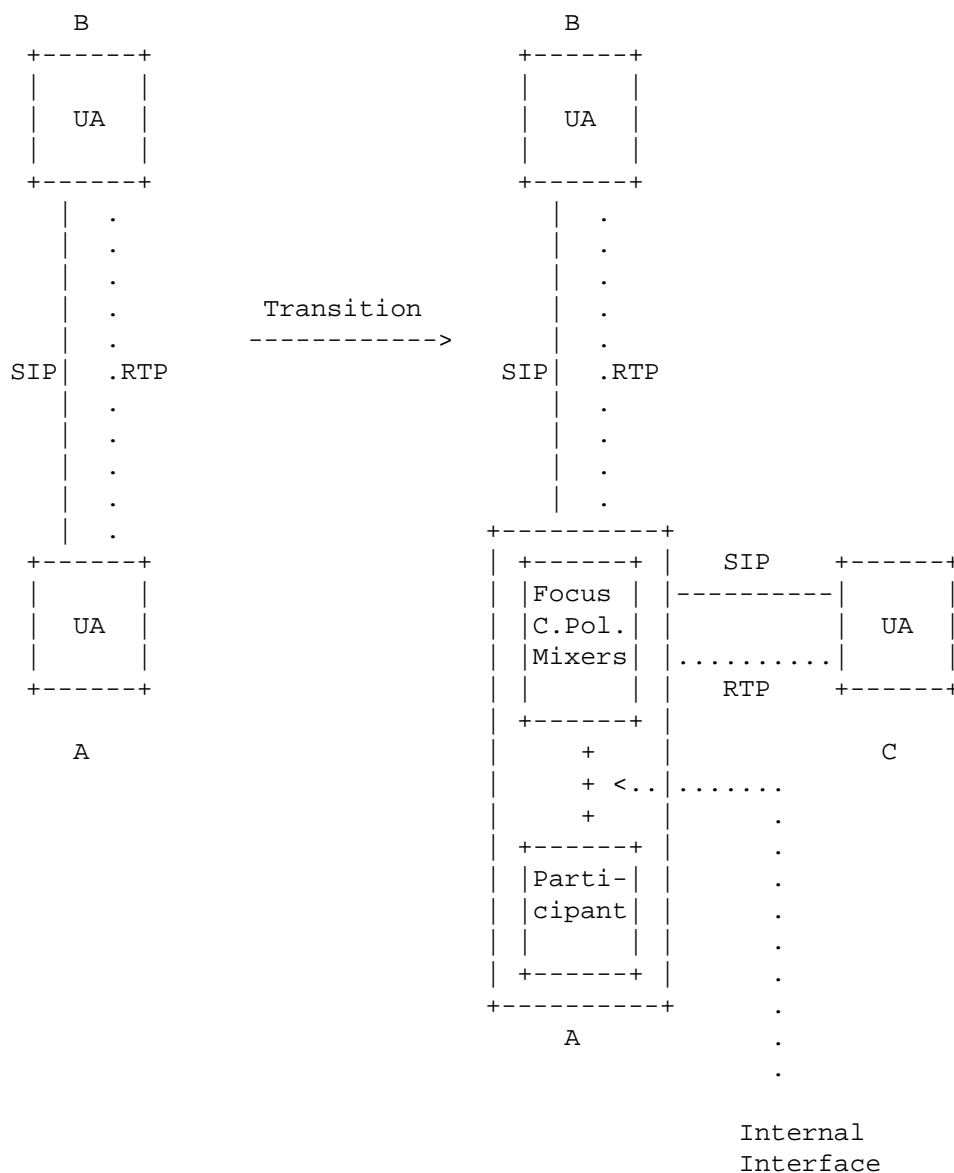 B B
UA UA
Transition
SIP RTP SIP RTP
SIP
Focus
UA C.Pol. UA
Mixers
RTP
A C
Parti-
cipant
A
Internal
Interface